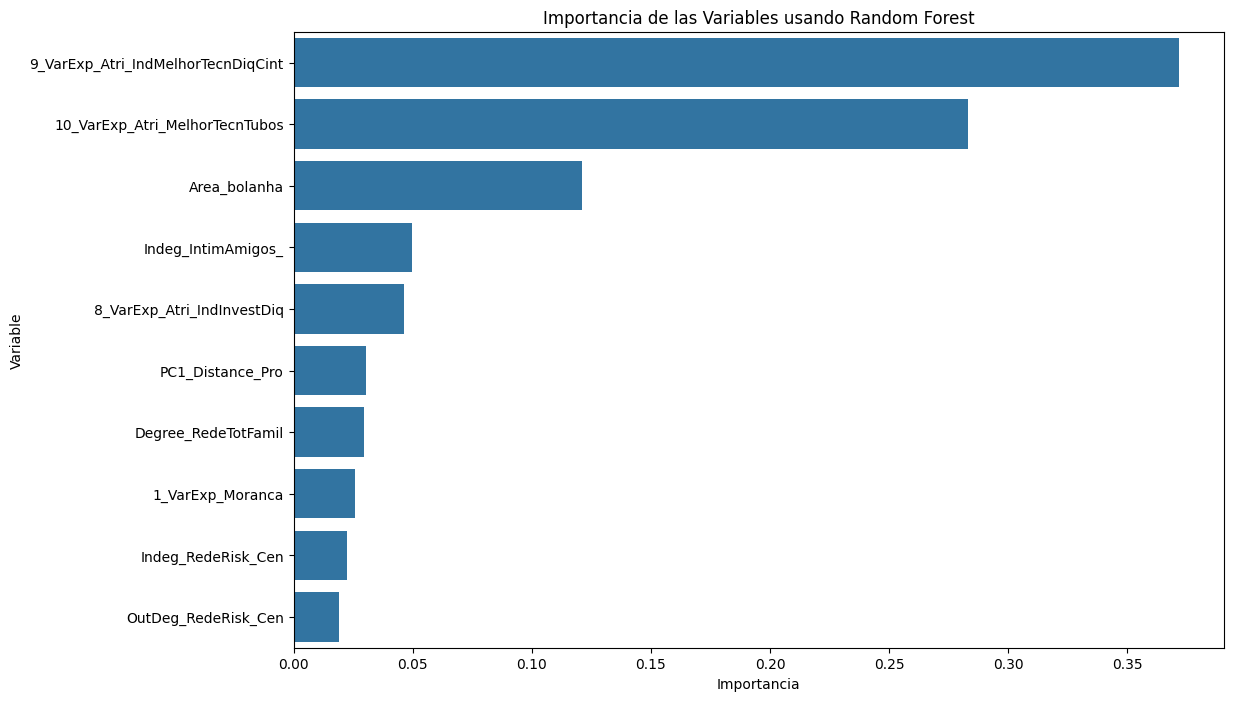 Importancia de las Variables usando Random Forest
Variable
9_VarExp_Atri_IndMelhorTecnDiqCint
10_VarExp_Atri_MelhorTecnTubos
Area_bolanha
Indeg_IntimAmigos_
8_VarExp_Atri_IndInvestDiq
PC1_Distance_Pro
Degree_RedeTotFamil
1_VarExp_Moranca
Indeg_RedeRisk_Cen
OutDeg_RedeRisk_Cen
0.00 0.05 0.10 0.15 0.20 0.25 0.30 0.35
Importancia